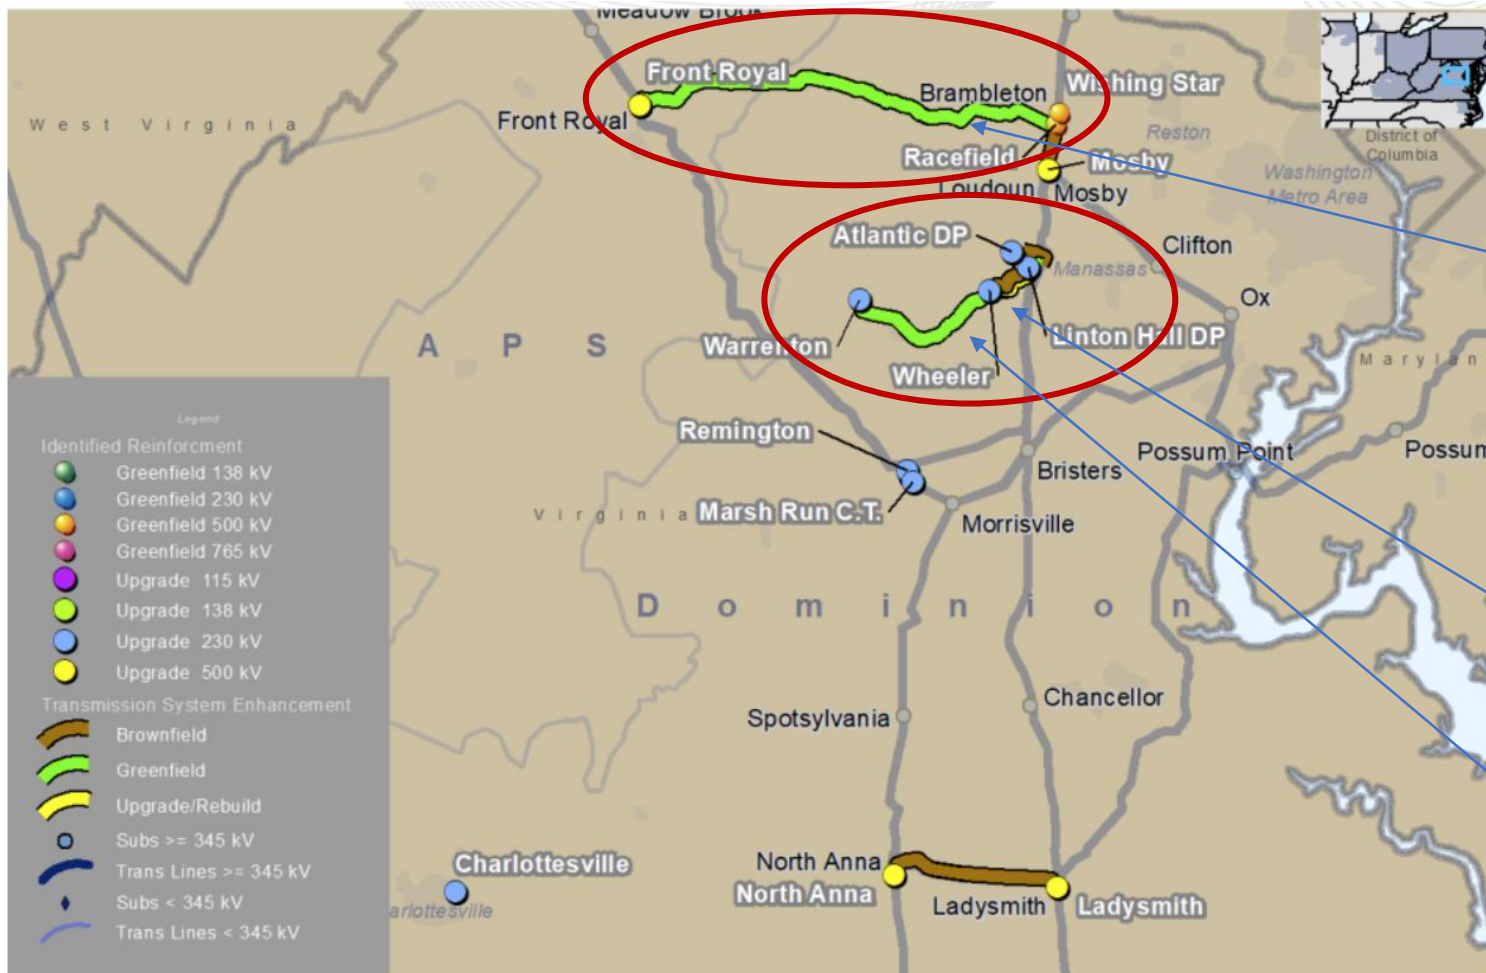 Meadow Brook
Front Royal
Brambleton
Wishing Star
Front Royal
West Virginia
Reston
District of
Columbia
Racefield
Mosby
Washington
Metro Area
Loudoun
Mosby
Atlantic DP
Clifton
Manassas
Ox
Warrenton
Linton Hall DP
Wheeler
APS
Marylan
Legend
Identified Reinforcment
Greenfield 138 kV
Greenfield 230 kV
Greenfield 500 kV
Greenfield 765 kV
Upgrade 115 kV
Upgrade 138 kV
Upgrade 230 kV
Upgrade 500 kV
Transmission System Enhancement
Brownfield
Greenfield
Upgrade/Rebuild
Subs >= 345 kV
Trans Lines >= 345 kV
Subs < 345 kV
Trans Lines < 345 kV
Remington
Bristers
Possum Point
Possum
Virginia
Marsh Run C.T.
Morrisville
Dominion
Chancellor
Spotsylvania
North Anna
North Anna
Ladysmith
Ladysmith
Charlottesville
arlottesville